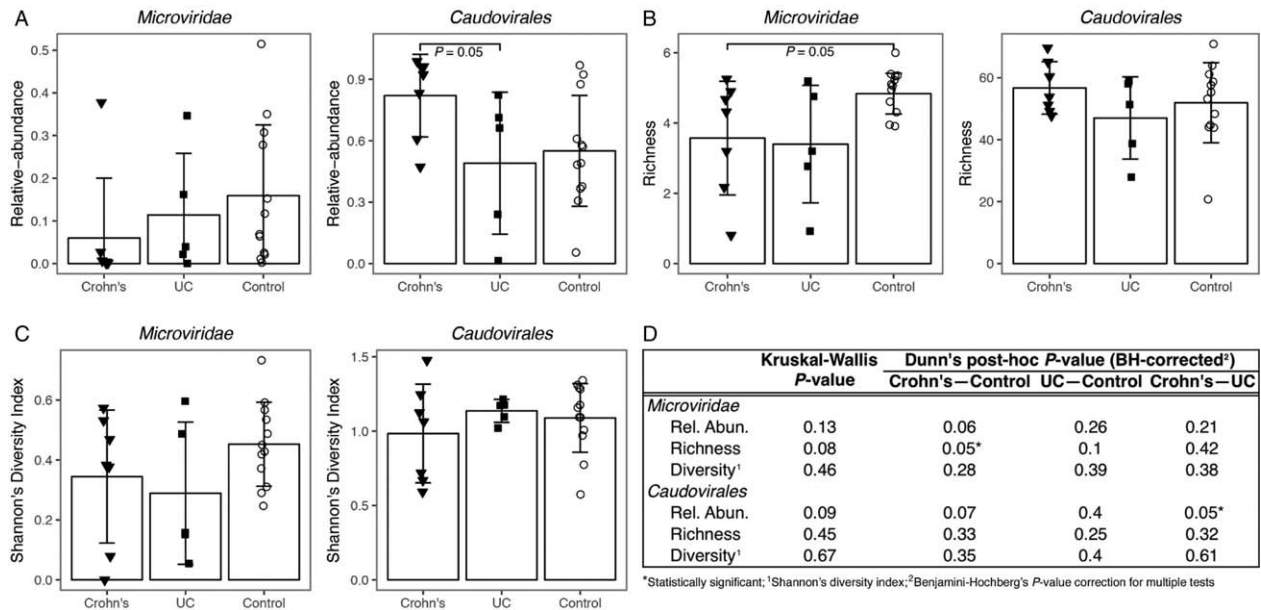 A
Microviridae
Caudovirales
Relative-abundance
0.5
0.4
0.3
0.2
0.1
0.0
Crohn's UC Control
Relative-abundance
0.9
0.6
0.3
0.0
P = 0.05
Crohn's UC Control
B
Microviridae
Caudovirales
Richness
6
4
2
0
P = 0.05
Crohn's UC Control
Richness
60
40
20
0
Crohn's UC Control
C
Microviridae
Caudovirales
Shannon's Diversity Index
0.6
0.4
0.2
0.0
Crohn's UC Control
Shannon's Diversity Index
1.5
1.0
0.5
0.0
Crohn's UC Control
D
Kruskal-Wallis Dunn's post-hoc P-value (BH-corrected²)
P-value Crohn's—Control UC—Control Crohn's—UC
Microviridae
Rel. Abun. 0.13 0.06 0.26 0.21
Richness 0.08 0.05* 0.1 0.42
Diversity¹ 0.46 0.28 0.39 0.38
Caudovirales
Rel. Abun. 0.09 0.07 0.4 0.05*
Richness 0.45 0.33 0.25 0.32
Diversity¹ 0.67 0.35 0.4 0.61
*Statistically significant; ¹Shannon's diversity index; ²Benjamini-Hochberg's P-value correction for multiple tests